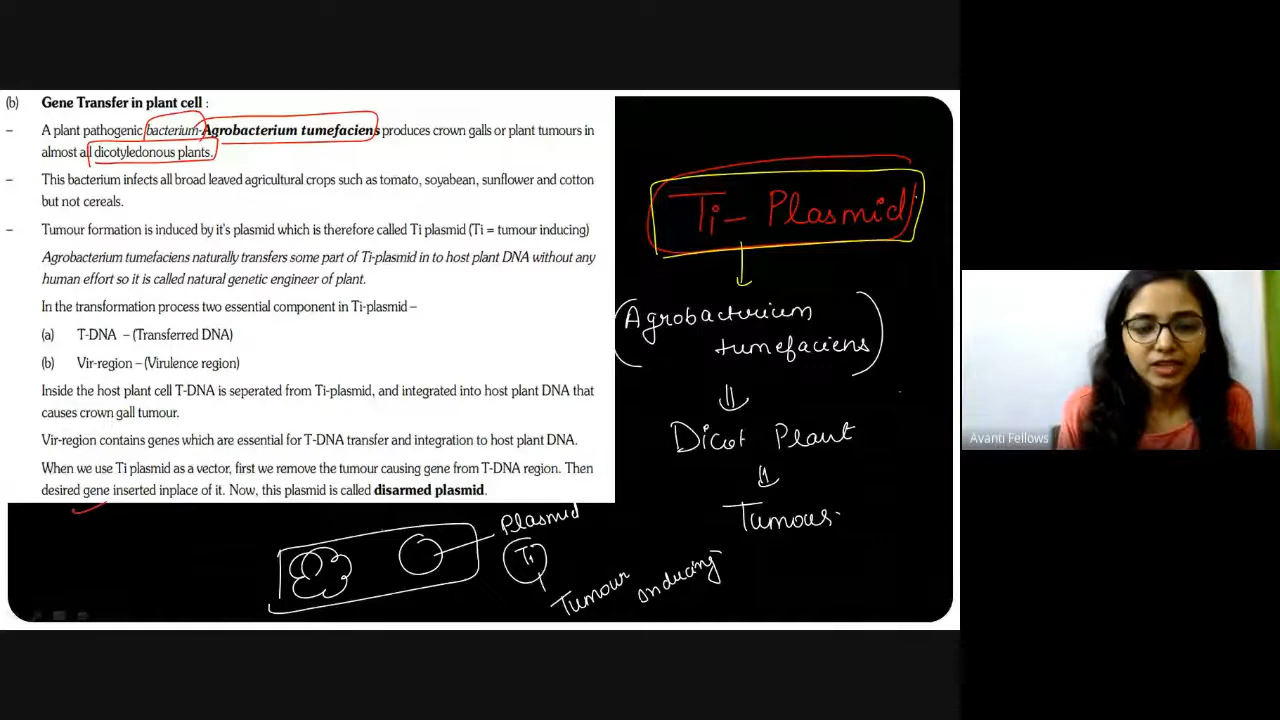 (b) Gene Transfer in plant cell :
– A plant pathogenic bacterium-Agrobacterium tumefaciens produces crown galls or plant tumours in
almost all dicotyledonous plants.
– This bacterium infects all broad leaved agricultural crops such as tomato, soyabean, sunflower and cotton
but not cereals.
– Tumour formation is induced by it's plasmid which is therefore called Ti plasmid (Ti = tumour inducing)
Agrobacterium tumefaciens naturally transfers some part of Ti-plasmid in to host plant DNA without any
human effort so it is called natural genetic engineer of plant.
In the transformation process two essential component in Ti-plasmid –
(a) T-DNA – (Transferred DNA)
(b) Vir-region – (Virulence region)
Inside the host plant cell T-DNA is seperated from Ti-plasmid, and integrated into host plant DNA that
causes crown gall tumour.
Vir-region contains genes which are essential for T-DNA transfer and integration to host plant DNA.
When we use Ti plasmid as a vector, first we remove the tumour causing gene from T-DNA region. Then
desired gene inserted inplace of it. Now, this plasmid is called disarmed plasmid.
Ti – Plasmid
(Agrobacterium
tumefaciens)
Dicot Plant
Tumour
Plasmid
Ti
Tumour inducing
Avanti Fellows